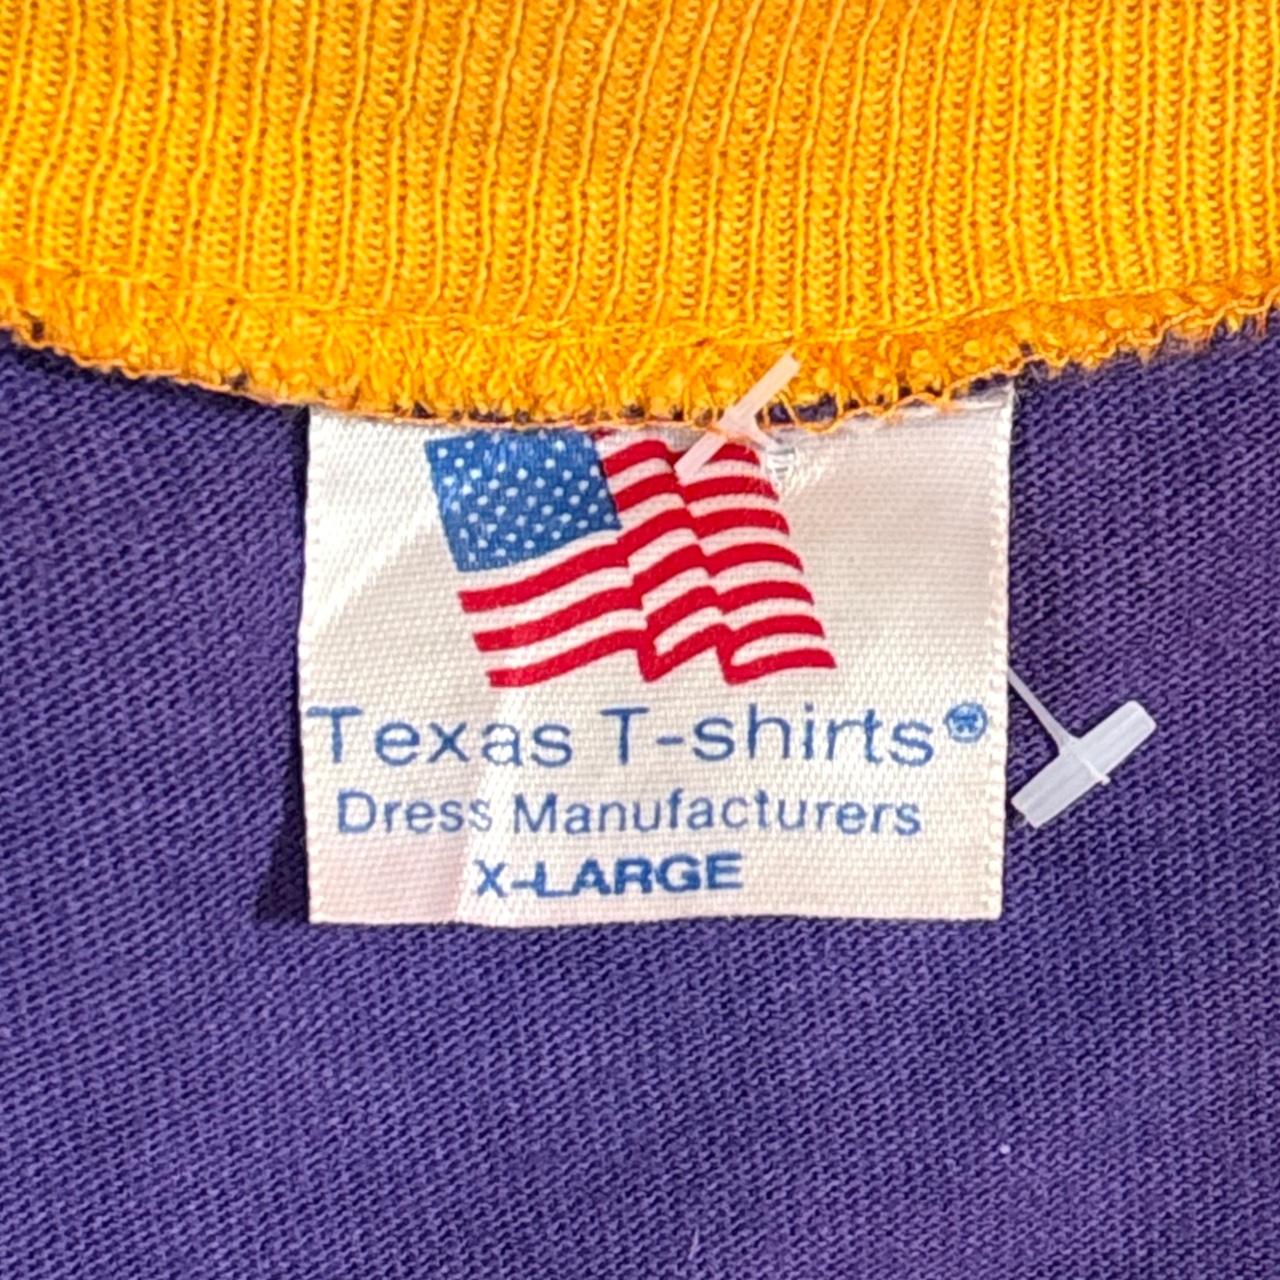 Texas T-shirts®
Dress Manufacturers
X-LARGE